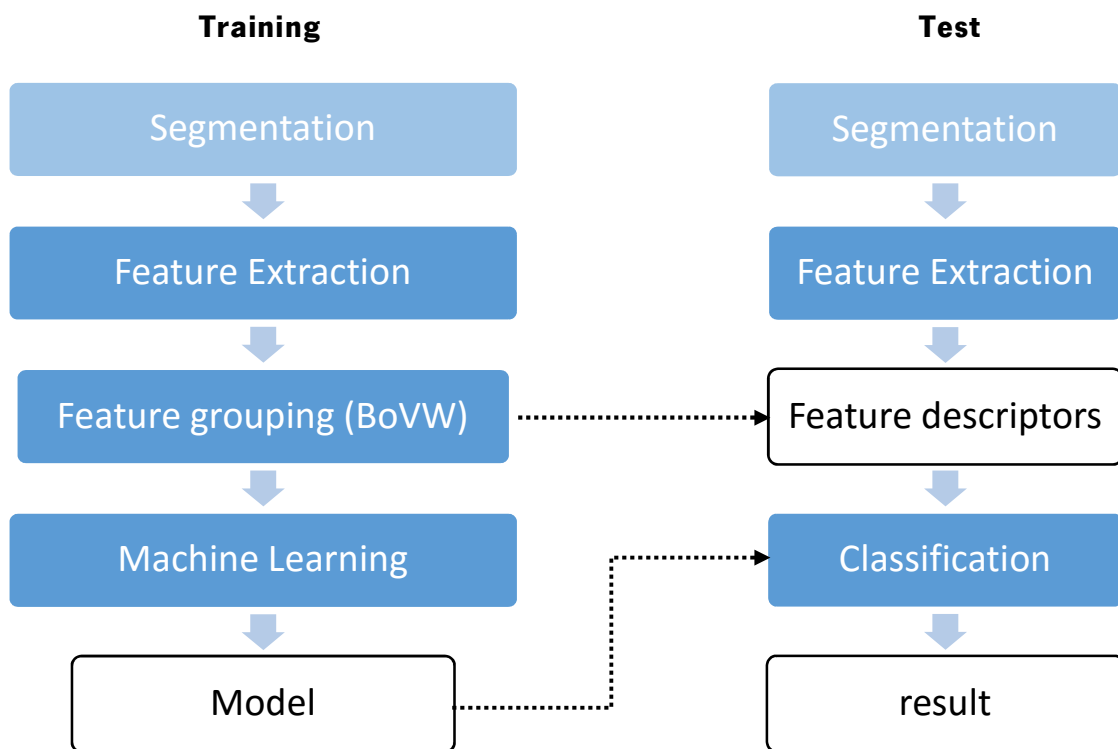 Training
Segmentation
Feature Extraction
Feature grouping (BoVW)
Machine Learning
Model
Test
Segmentation
Feature Extraction
Feature descriptors
Classification
result